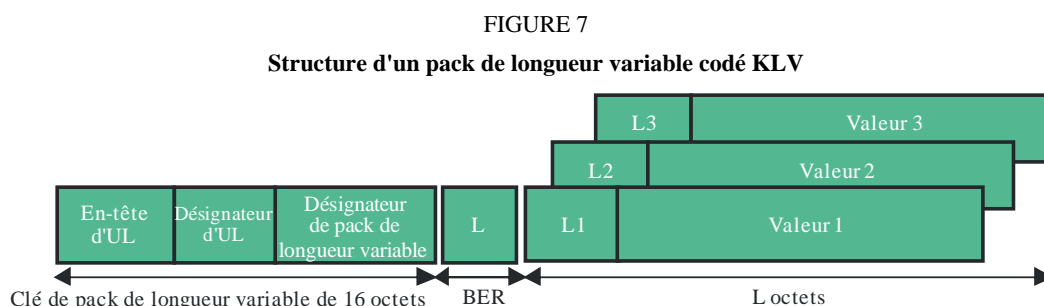 FIGURE 7
Structure d'un pack de longueur variable codé KLV
L3 Valeur 3
L2 Valeur 2
En-tête d'UL
Désignateur d'UL
Désignateur de pack de longueur variable
L
L1 Valeur 1
Clé de pack de longueur variable de 16 octets BER L octets